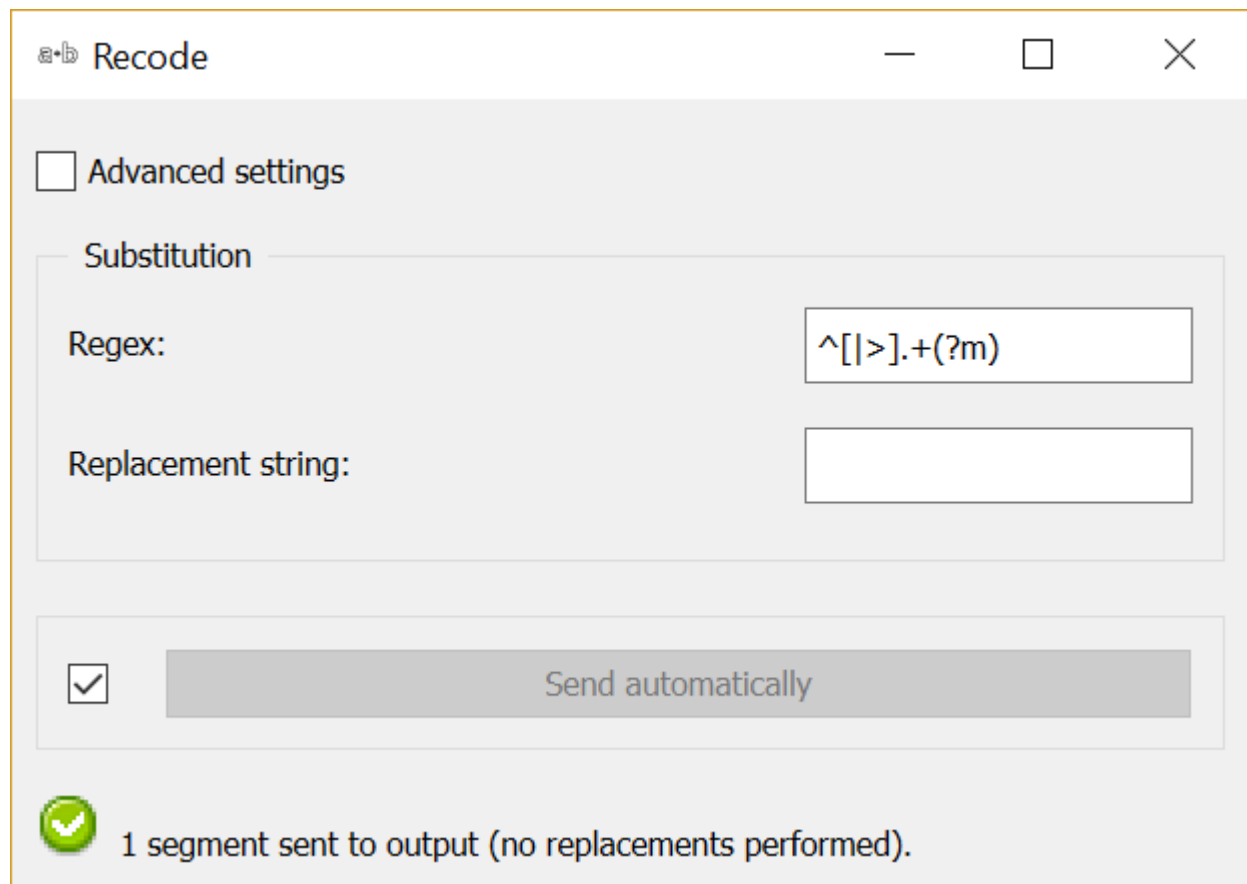 a•b Recode
Advanced settings
Substitution
Regex: ^[|>].+(?m)
Replacement string:
Send automatically
1 segment sent to output (no replacements performed).